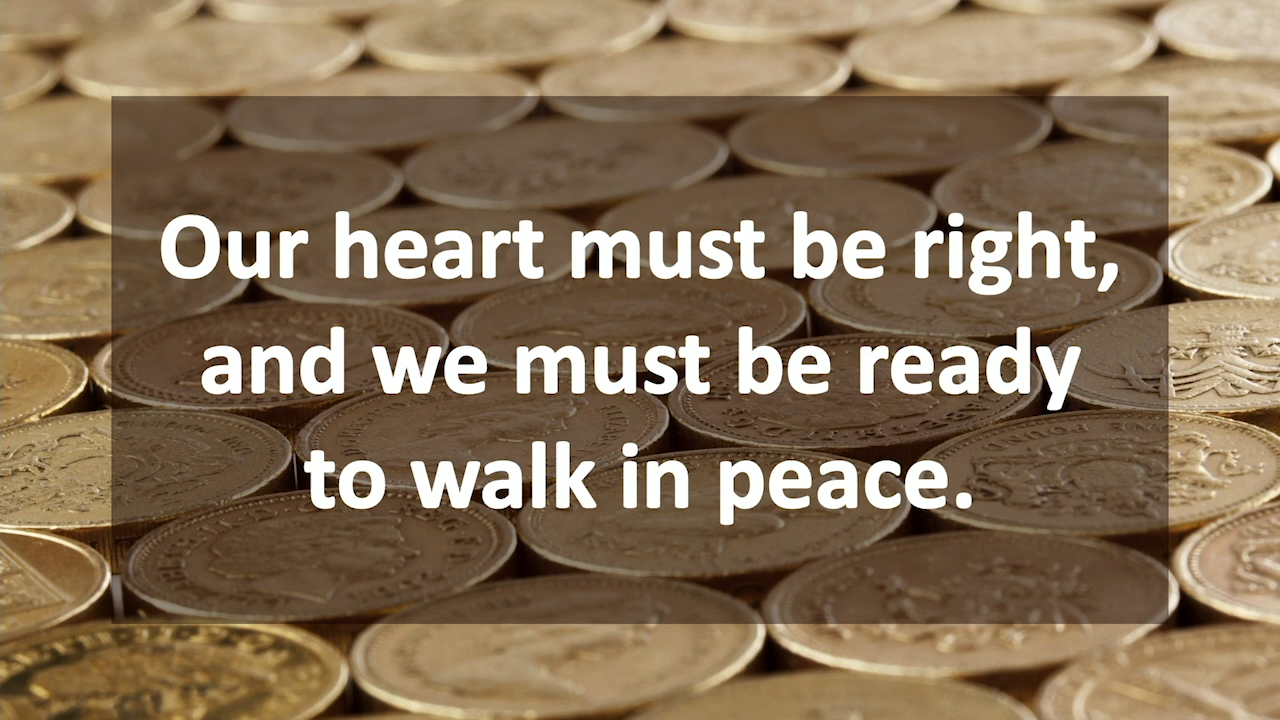 Our heart must be right,
and we must be ready
to walk in peace.